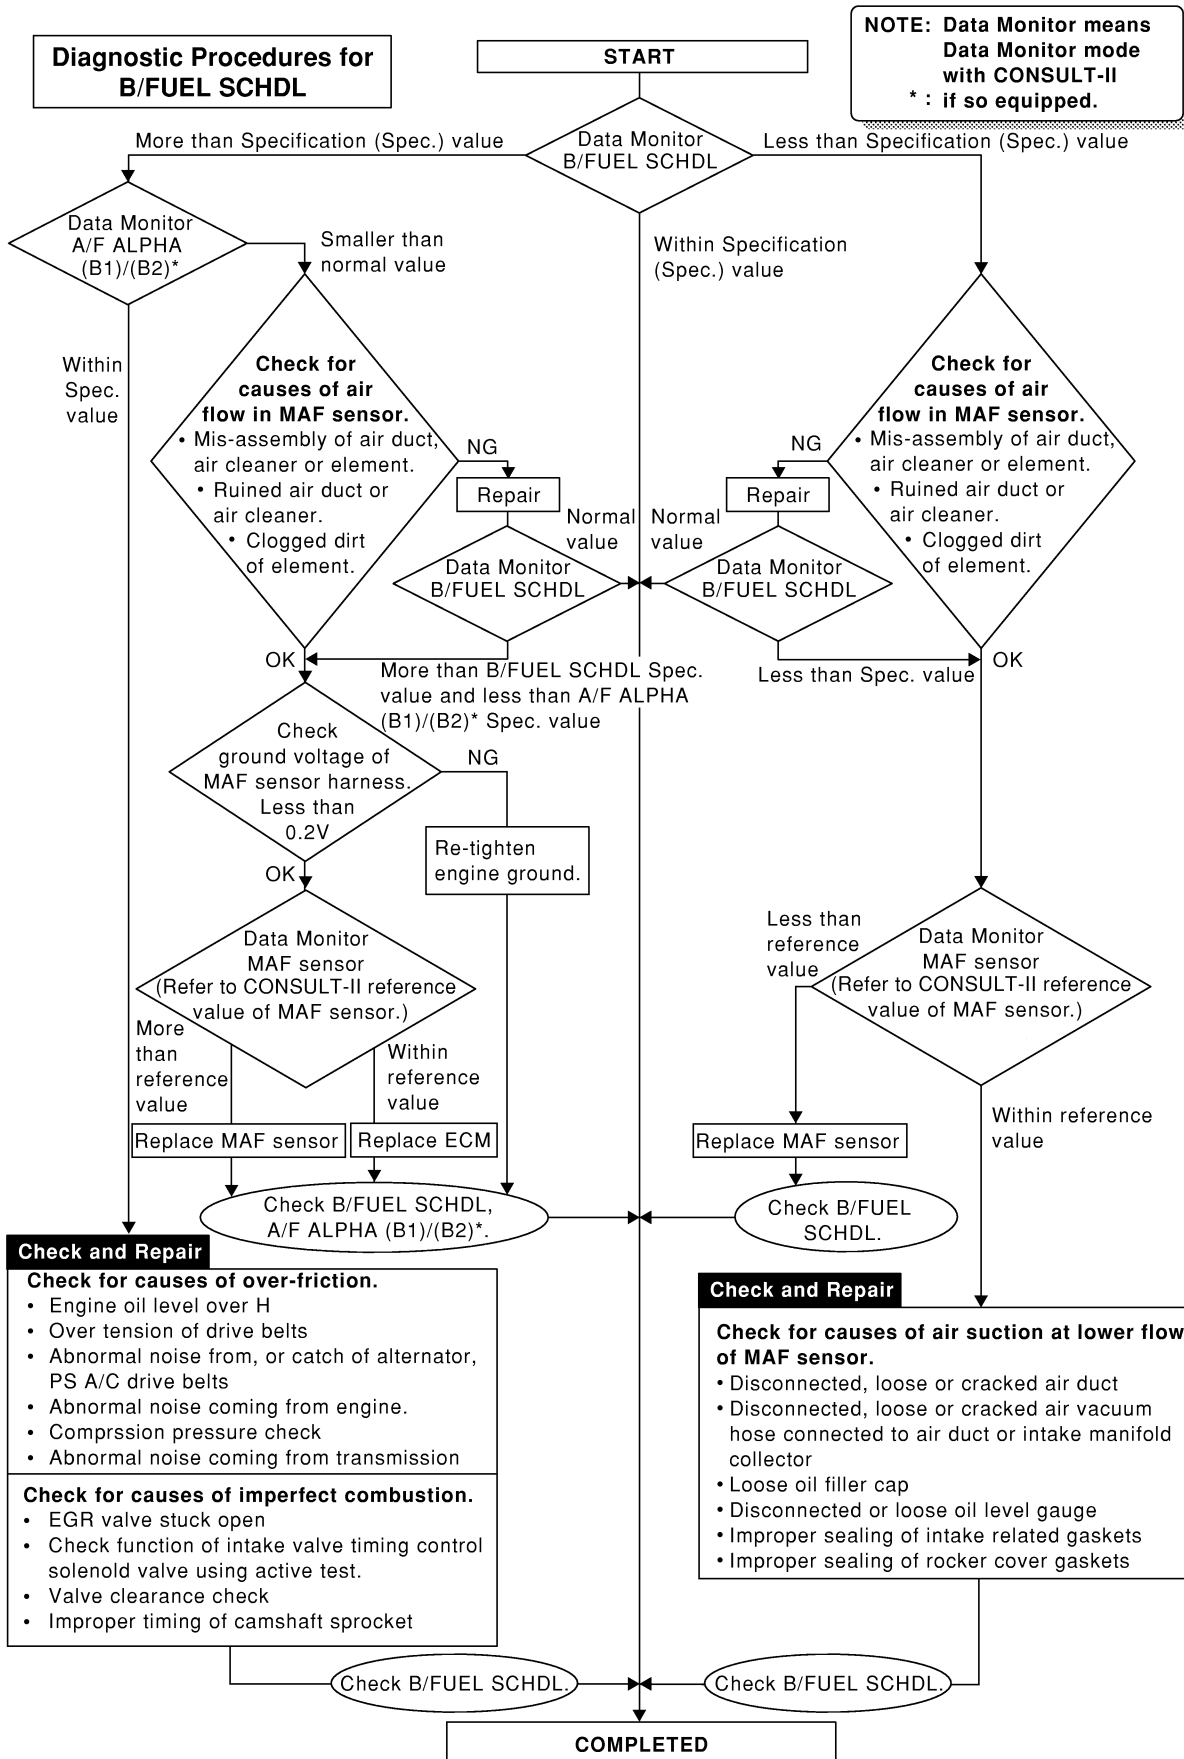 Diagnostic Procedures for
B/FUEL SCHDL
START
NOTE: Data Monitor means
Data Monitor mode
with CONSULT-II
* : if so equipped.
More than Specification (Spec.) value
Data Monitor
B/FUEL SCHDL
Less than Specification (Spec.) value
Data Monitor
A/F ALPHA
(B1)/(B2)*
Smaller than
normal value
Within Specification
(Spec.) value
Within
Spec.
value
Check for
causes of air
flow in MAF sensor.
• Mis-assembly of air duct,
air cleaner or element.
• Ruined air duct or
air cleaner.
• Clogged dirt
of element.
NG
Repair
Normal
value
Data Monitor
B/FUEL SCHDL
NG
Repair
Normal
value
Data Monitor
B/FUEL SCHDL
Check for
causes of air
flow in MAF sensor.
• Mis-assembly of air duct,
air cleaner or element.
• Ruined air duct or
air cleaner.
• Clogged dirt
of element.
OK
More than B/FUEL SCHDL Spec.
value and less than A/F ALPHA
(B1)/(B2)* Spec. value
Less than Spec. value
OK
Check
ground voltage of
MAF sensor harness.
Less than
0.2V
NG
Re-tighten
engine ground.
OK
Data Monitor
MAF sensor
(Refer to CONSULT-II reference
value of MAF sensor.)
Less than
reference
value
Data Monitor
MAF sensor
(Refer to CONSULT-II reference
value of MAF sensor.)
More
than
reference
value
Within
reference
value
Within reference
value
Replace MAF sensor
Replace ECM
Replace MAF sensor
Check B/FUEL SCHDL,
A/F ALPHA (B1)/(B2)*.
Check B/FUEL
SCHDL.
Check and Repair
Check for causes of over-friction.
• Engine oil level over H
• Over tension of drive belts
• Abnormal noise from, or catch of alternator,
PS A/C drive belts
• Abnormal noise coming from engine.
• Comprssion pressure check
• Abnormal noise coming from transmission
Check for causes of imperfect combustion.
• EGR valve stuck open
• Check function of intake valve timing control
solenold valve using active test.
• Valve clearance check
• Improper timing of camshaft sprocket
Check and Repair
Check for causes of air suction at lower flow
of MAF sensor.
• Disconnected, loose or cracked air duct
• Disconnected, loose or cracked air vacuum
hose connected to air duct or intake manifold
collector
• Loose oil filler cap
• Disconnected or loose oil level gauge
• Improper sealing of intake related gaskets
• Improper sealing of rocker cover gaskets
Check B/FUEL SCHDL.
Check B/FUEL SCHDL.
COMPLETED